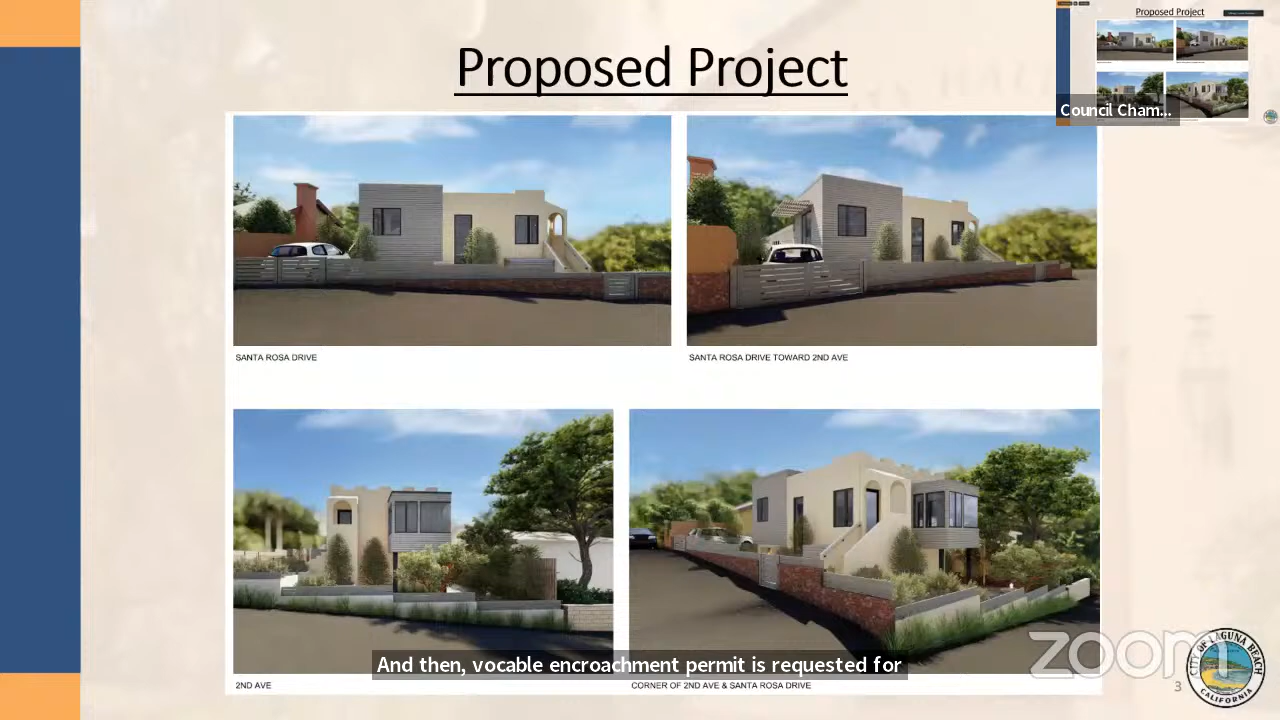 Proposed Project
Proposed Project
Council Cham...
SANTA ROSA DRIVE
SANTA ROSA DRIVE TOWARD 2ND AVE
And then, vocable encroachment permit is requested for
2ND AVE
CORNER OF 2ND AVE & SANTA ROSA DRIVE
zoom
3
CITY OF LAGUNA BEACH
CALIFORNIA